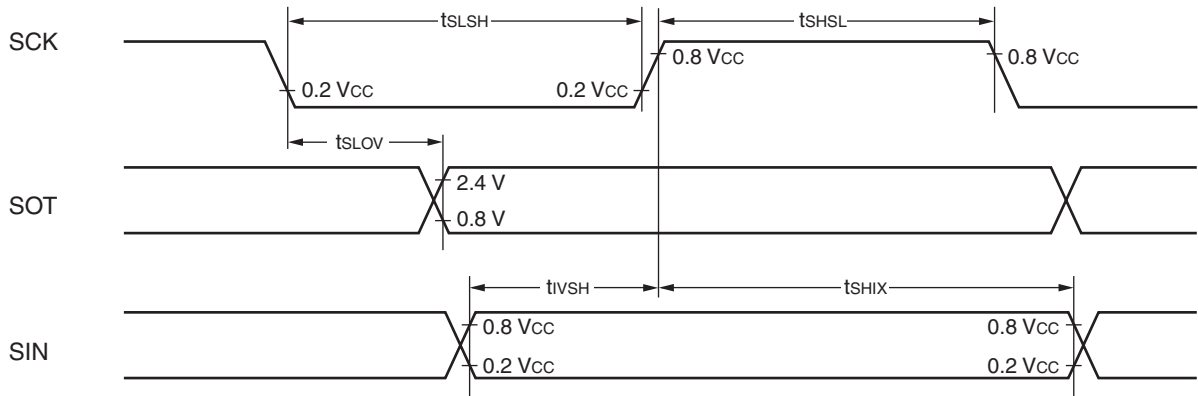 tSLSH tSHSL
SCK
0.8 VCC 0.8 VCC
0.2 VCC 0.2 VCC
tSLOV
SOT
2.4 V
0.8 V
tIVSH tSHIX
SIN
0.8 VCC 0.8 VCC
0.2 VCC 0.2 VCC